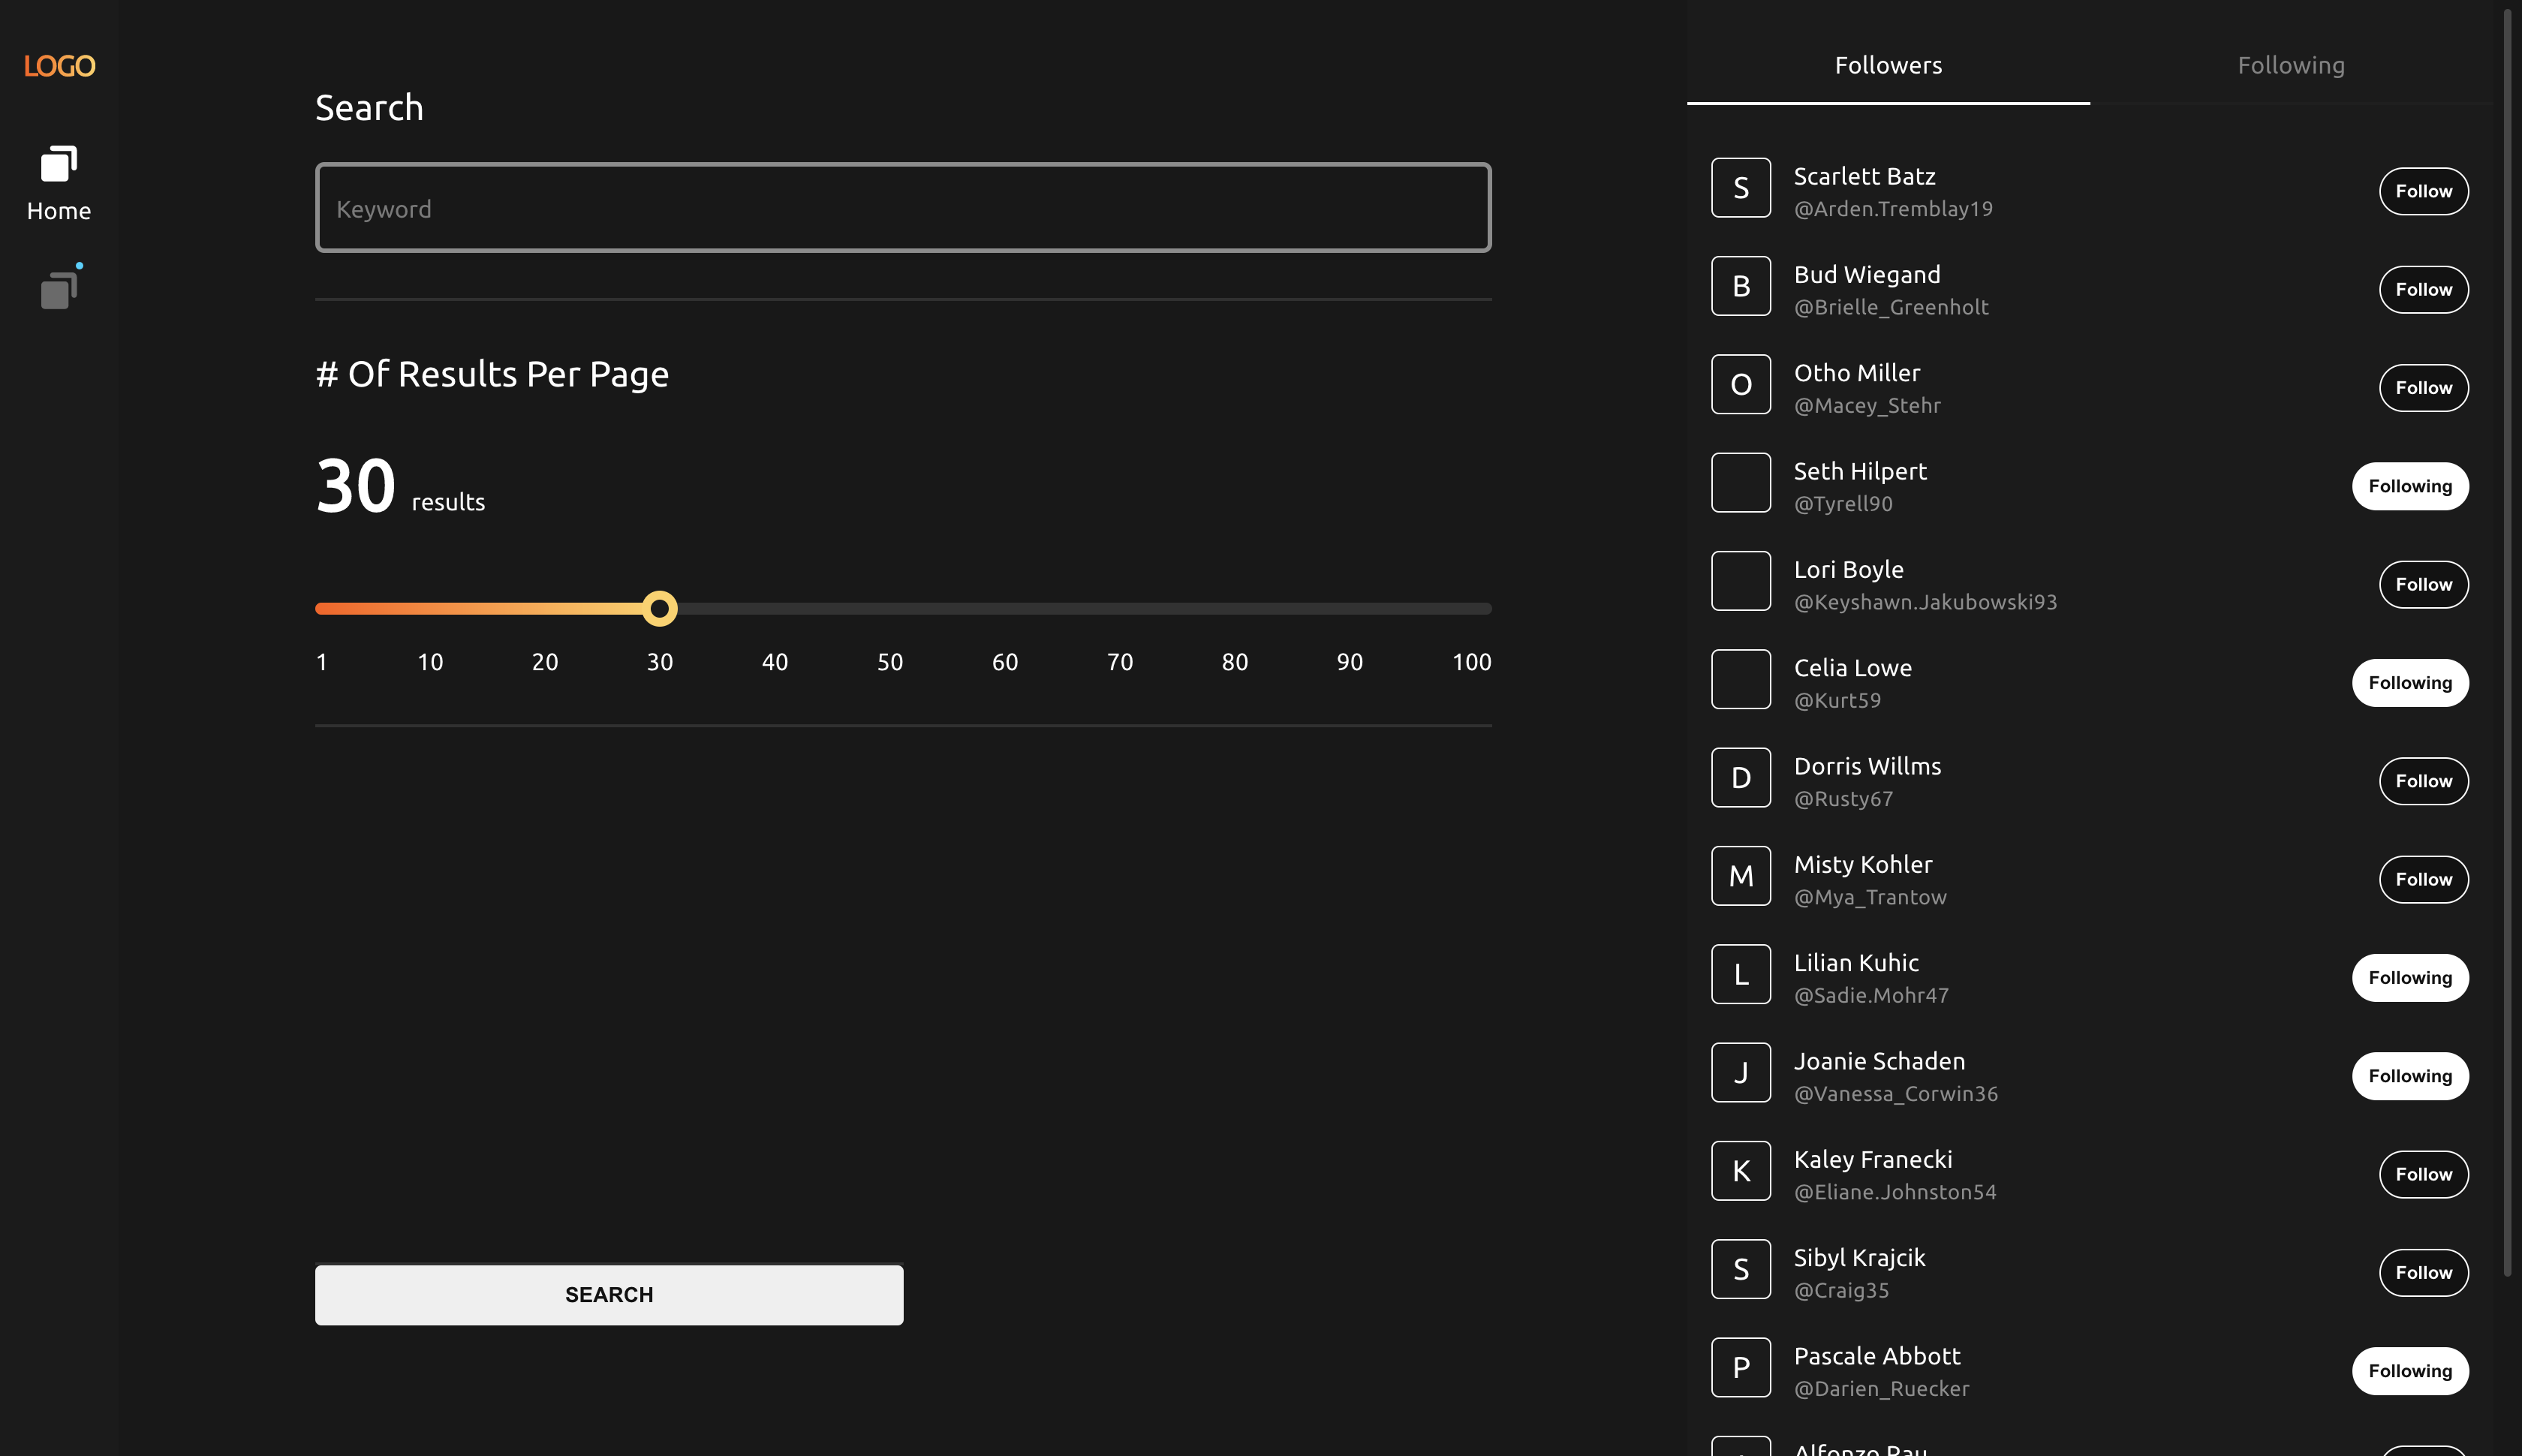 LOGO
Home
Search
Keyword
# Of Results Per Page
30 results
1 10 20 30 40 50 60 70 80 90 100
SEARCH
Followers Following
S Scarlett Batz Follow
@Arden.Tremblay19
B Bud Wiegand Follow
@Brielle_Greenholt
O Otho Miller Follow
@Macey_Stehr
Seth Hilpert Following
@Tyrell90
Lori Boyle Follow
@Keyshawn.Jakubowski93
Celia Lowe Following
@Kurt59
D Dorris Willms Follow
@Rusty67
M Misty Kohler Follow
@Mya_Trantow
L Lilian Kuhic Following
@Sadie.Mohr47
J Joanie Schaden Following
@Vanessa_Corwin36
K Kaley Franecki Follow
@Eliane.Johnston54
S Sibyl Krajcik Follow
@Craig35
P Pascale Abbott Following
@Darien_Ruecker